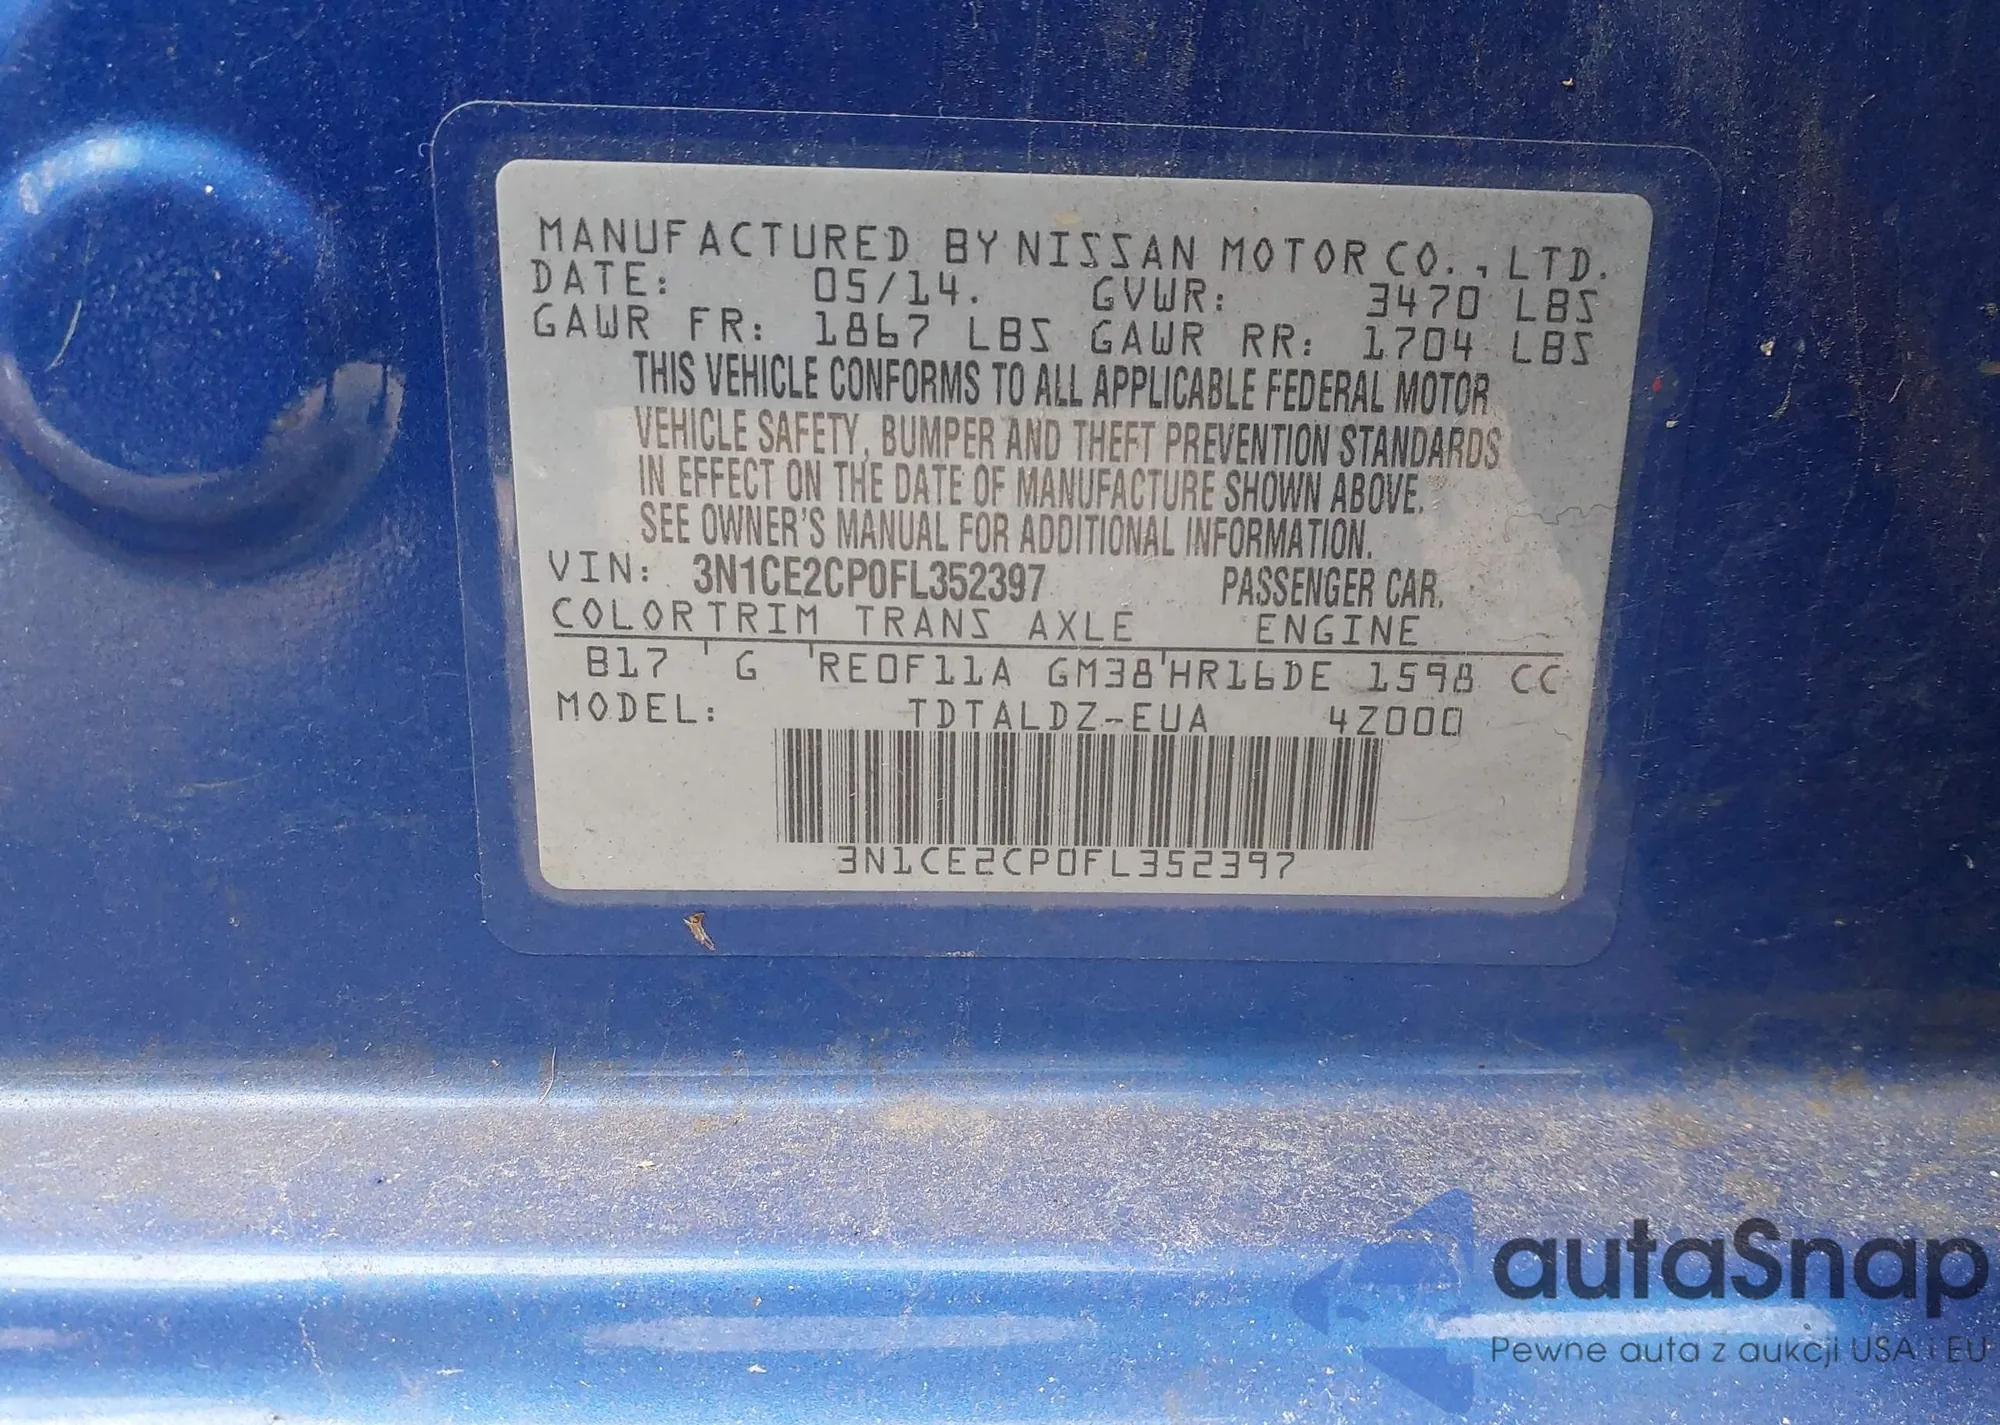 MANUFACTURED BY NISSAN MOTOR CO., LTD.
DATE: 05/14. GVWR: 3470 LBS
GAWR FR: 1867 LBS GAWR RR: 1704 LBS
THIS VEHICLE CONFORMS TO ALL APPLICABLE FEDERAL MOTOR
VEHICLE SAFETY, BUMPER AND THEFT PREVENTION STANDARDS
IN EFFECT ON THE DATE OF MANUFACTURE SHOWN ABOVE.
SEE OWNER'S MANUAL FOR ADDITIONAL INFORMATION.
VIN: 3N1CE2CP0FL352397 PASSENGER CAR.
COLOR TRIM TRANS AXLE ENGINE
B17 G RE0F11A GM38 HR16DE 1598 CC
MODEL: TDTALDZ-EUA 4Z000
3N1CE2CP0FL352397
autaSnap
Pewne auta z aukcji USA i EU